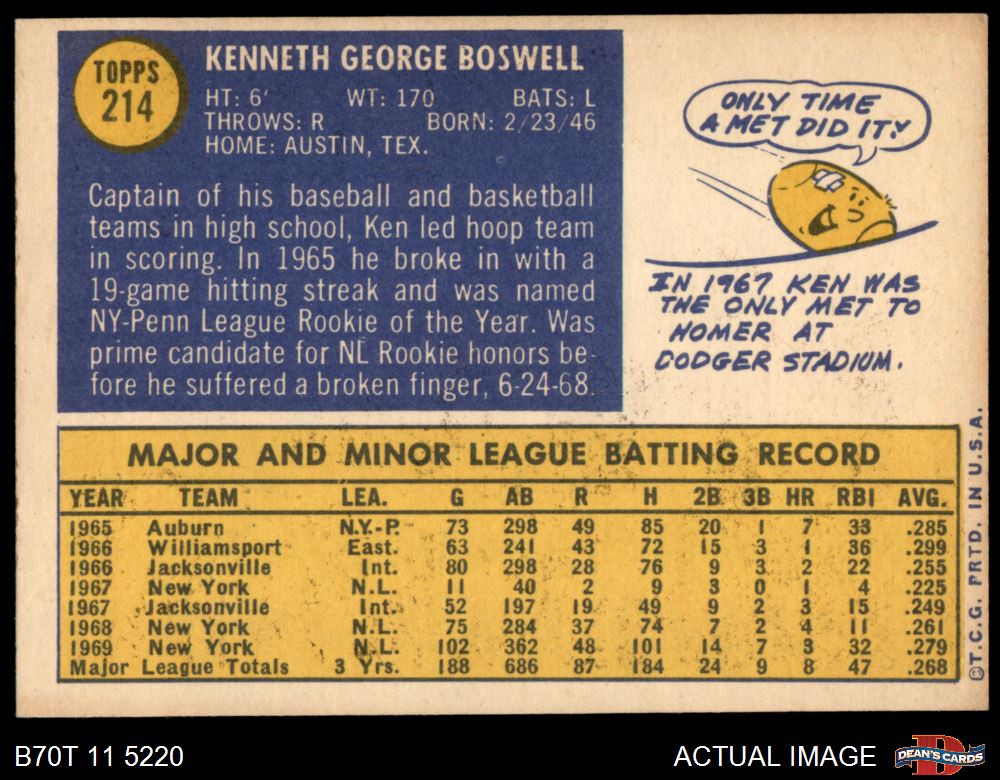 TOPPS
214
KENNETH GEORGE BOSWELL
HT: 6' WT: 170 BATS: L
THROWS: R BORN: 2/23/46
HOME: AUSTIN, TEX.
Captain of his baseball and basketball
teams in high school, Ken led hoop team
in scoring. In 1965 he broke in with a
19-game hitting streak and was named
NY-Penn League Rookie of the Year. Was
prime candidate for NL Rookie honors be-
fore he suffered a broken finger, 6-24-68.
ONLY TIME
A MET DID IT!
IN 1967 KEN WAS
THE ONLY MET TO
HOMER AT
DODGER STADIUM.
MAJOR AND MINOR LEAGUE BATTING RECORD
YEAR TEAM LEA. G AB R H 2B 3B HR RBI AVG.
1965 Auburn N.Y.-P. 73 298 49 85 20 1 7 33 .285
1966 Williamsport East. 63 241 43 72 15 3 1 36 .299
1966 Jacksonville Int. 80 298 28 76 9 3 2 22 .255
1967 New York N.L. 11 40 2 9 3 0 1 4 .225
1967 Jacksonville Int. 52 197 19 49 9 2 3 15 .249
1968 New York N.L. 75 284 37 74 7 2 4 11 .261
1969 New York N.L. 102 362 48 101 14 7 3 32 .279
Major League Totals 3 Yrs. 188 686 87 184 24 9 8 47 .268
©T.C.G. PRTD. IN U.S.A.
B70T 11 5220
ACTUAL IMAGE
DEAN'S CARDS